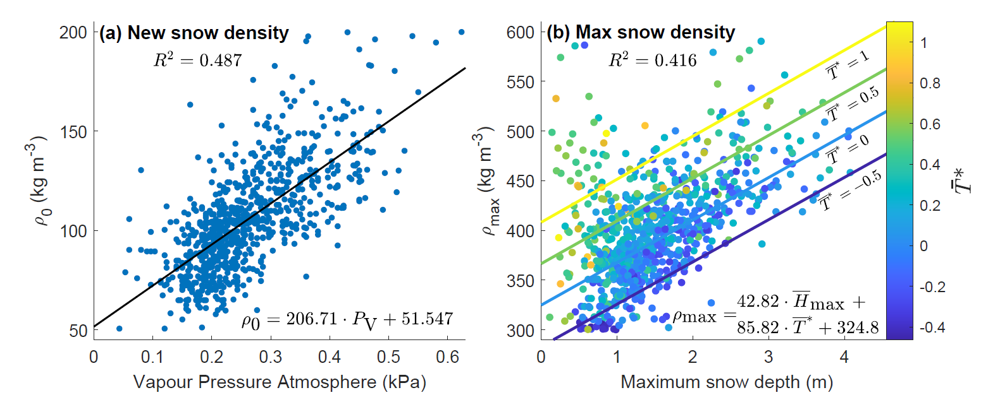 (a) New snow density
R² = 0.487
200
150
100
50
ρ₀ (kg m⁻³)
ρ₀ = 206.71 · P_V + 51.547
0 0.1 0.2 0.3 0.4 0.5 0.6
Vapour Pressure Atmosphere (kPa)
(b) Max snow density
R² = 0.416
600
550
500
450
400
350
300
ρ_max (kg m⁻³)
T̅* = 1
T̅* = 0.5
T̅* = 0
T̅* = −0.5
ρ_max = 42.82 · H̅_max +
85.82 · T̅* + 324.8
0 1 2 3 4
Maximum snow depth (m)
1
0.8
0.6
0.4
0.2
0
-0.2
-0.4
T̅*